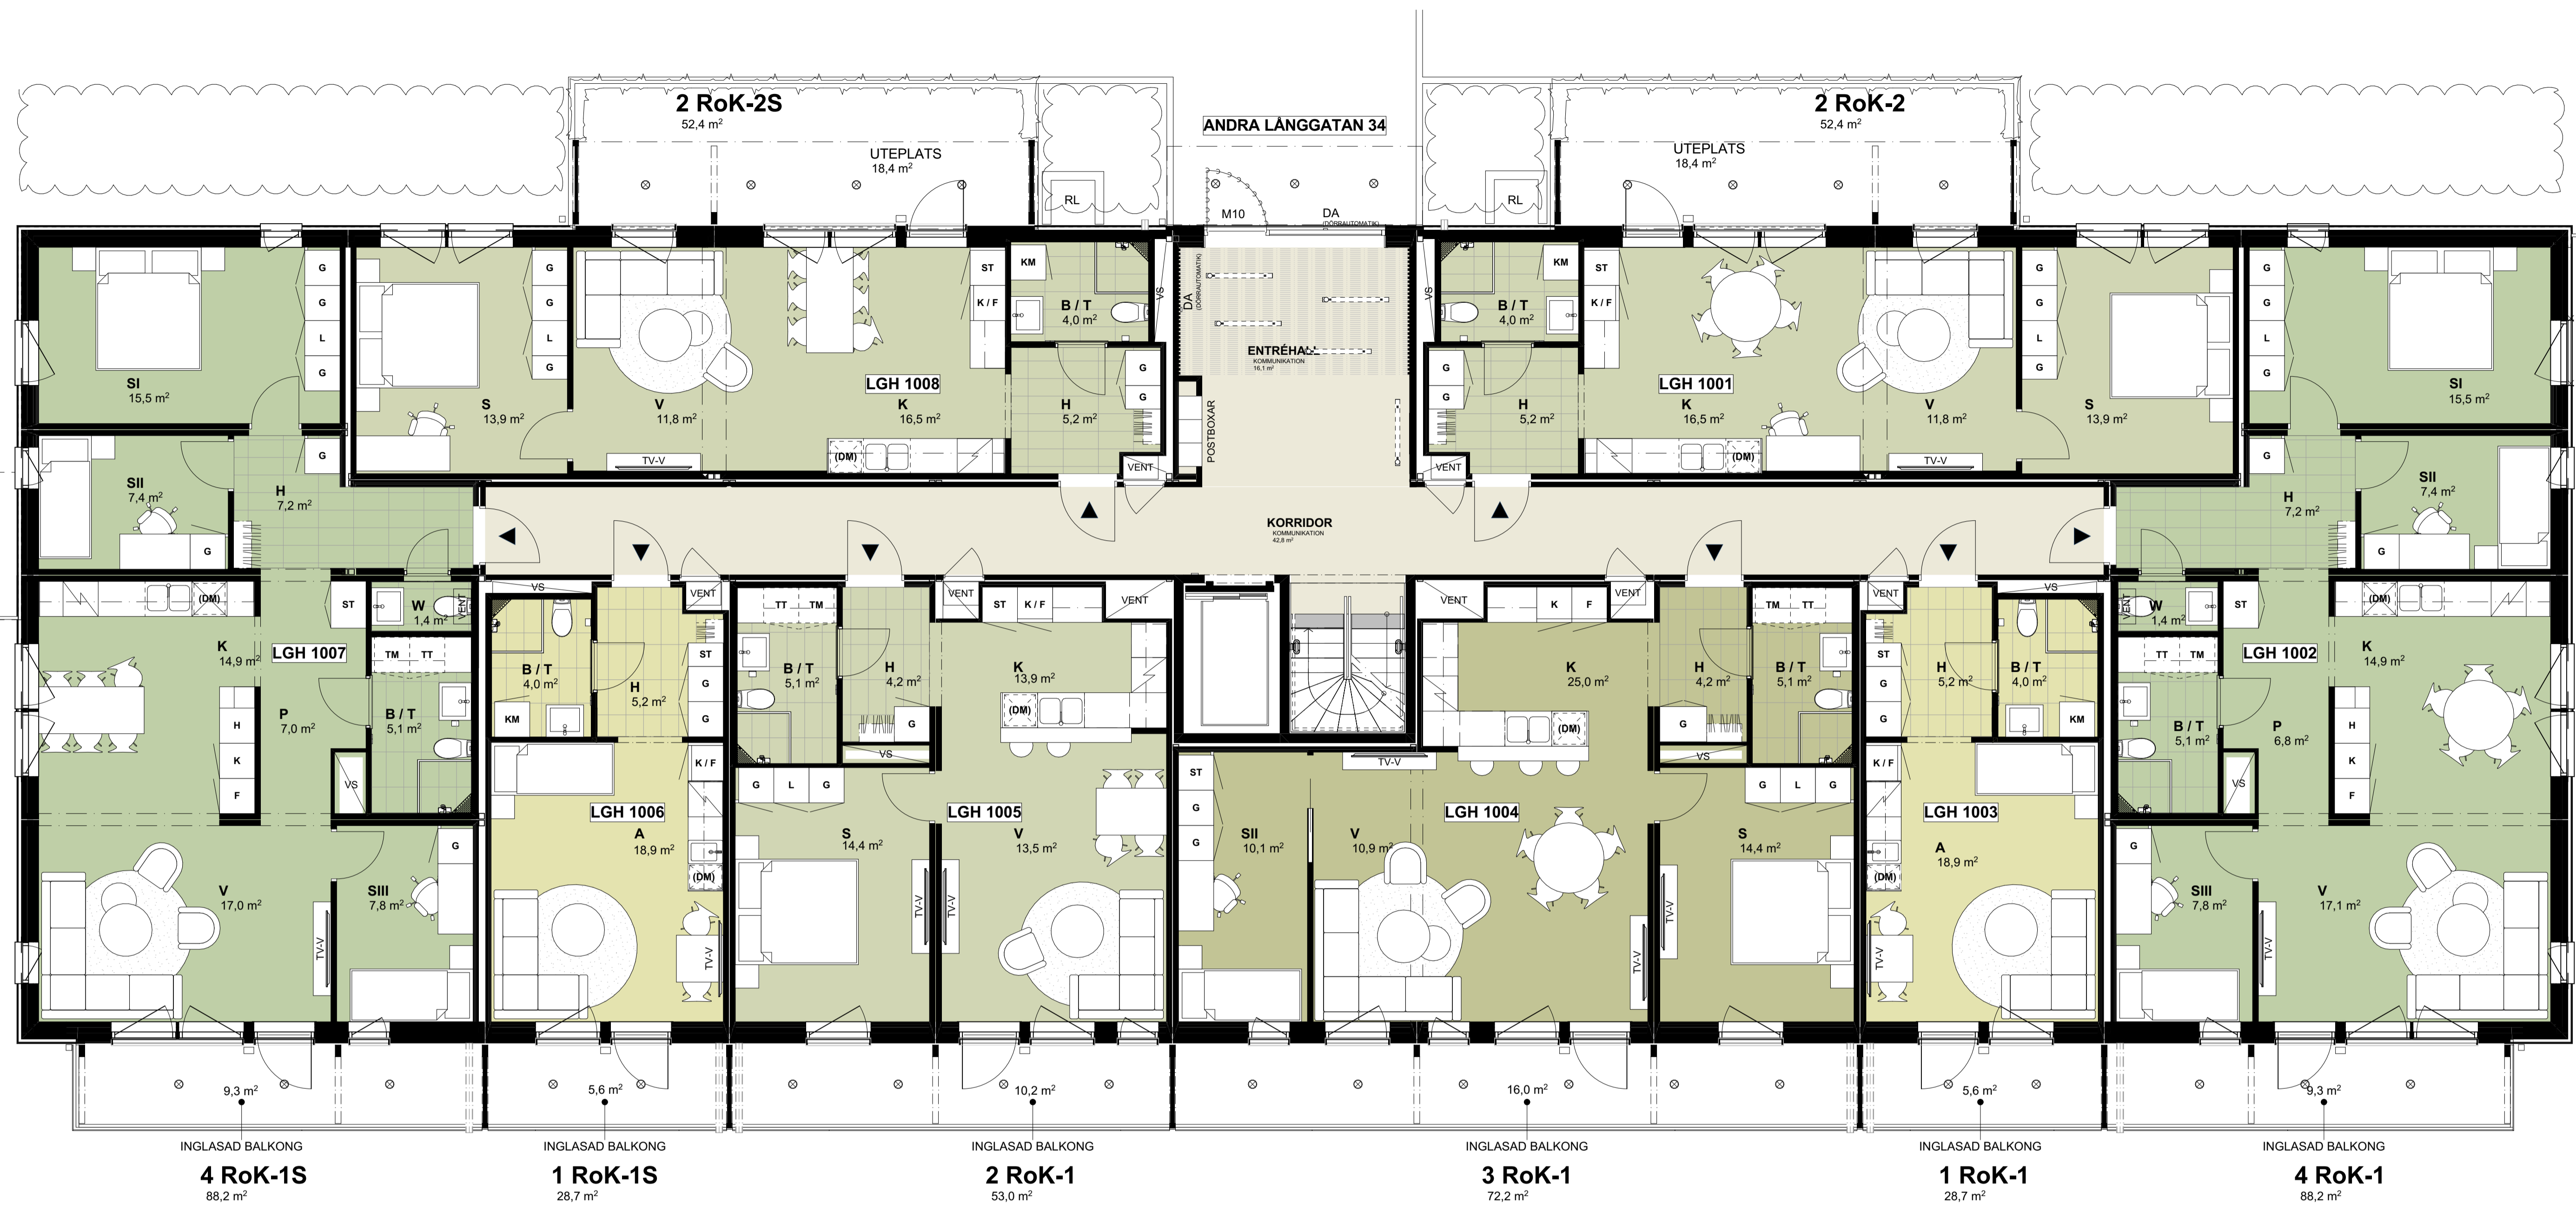 2 RoK-2S
52,4 m²
ANDRA LÅNGGATAN 34
2 RoK-2
52,4 m²
UTEPLATS
18,4 m²
UTEPLATS
18,4 m²
RL
M10
DA
(DÖRRAUTOMATIK)
RL
SI
15,5 m²
G
G
L
G
S
13,9 m²
G
G
L
G
V
11,8 m²
TV-V
LGH 1008
K
16,5 m²
(DM)
ST
K / F
KM
B / T
4,0 m²
VS
H
5,2 m²
G
G
VENT
DA
(DÖRRAUTOMATIK)
ENTRÉHALL
KOMMUNIKATION
16,1 m²
POSTBOXAR
VS
KM
B / T
4,0 m²
G
G
H
5,2 m²
VENT
ST
K / F
LGH 1001
K
16,5 m²
(DM)
V
11,8 m²
TV-V
G
G
L
G
S
13,9 m²
G
G
L
G
SI
15,5 m²
SII
7,4 m²
G
H
7,2 m²
G
KORRIDOR
KOMMUNIKATION
42,8 m²
G
H
7,2 m²
SII
7,4 m²
G
(DM)
K
14,9 m²
LGH 1007
ST
W
1,4 m²
VENT
TM
TT
B / T
5,1 m²
P
7,0 m²
H
K
F
VS
V
17,0 m²
TV-V
SIII
7,8 m²
G
VS
VENT
B / T
4,0 m²
KM
H
5,2 m²
ST
G
G
K / F
LGH 1006
A
18,9 m²
(DM)
TV-V
TT
TM
B / T
5,1 m²
H
4,2 m²
G
VS
VENT
ST
K / F
VENT
K
13,9 m²
(DM)
G
L
G
S
14,4 m²
TV-V
TV-V
LGH 1005
V
13,5 m²
VENT
K
F
VENT
K
25,0 m²
(DM)
H
4,2 m²
G
VS
TM
TT
B / T
5,1 m²
TV-V
ST
G
G
SII
10,1 m²
V
10,9 m²
LGH 1004
TV-V
TV-V
S
14,4 m²
G
L
G
VENT
VS
ST
G
G
H
5,2 m²
B / T
4,0 m²
KM
K / F
LGH 1003
A
18,9 m²
(DM)
TV-V
VENT
W
1,4 m²
ST
TT
TM
B / T
5,1 m²
LGH 1002
P
6,8 m²
VS
H
K
F
(DM)
K
14,9 m²
G
SIII
7,8 m²
TV-V
V
17,1 m²
9,3 m²
5,6 m²
10,2 m²
16,0 m²
5,6 m²
9,3 m²
INGLASAD BALKONG
INGLASAD BALKONG
INGLASAD BALKONG
INGLASAD BALKONG
INGLASAD BALKONG
INGLASAD BALKONG
4 RoK-1S
88,2 m²
1 RoK-1S
28,7 m²
2 RoK-1
53,0 m²
3 RoK-1
72,2 m²
1 RoK-1
28,7 m²
4 RoK-1
88,2 m²